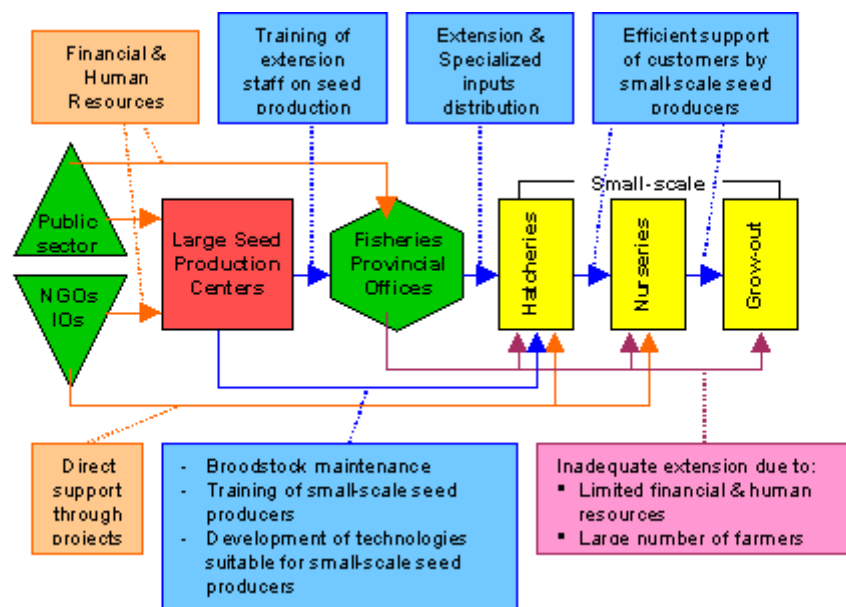 Financial &
Human
Resources
Training of
extension
staff on seed
production
Extension &
Specialized
inputs
distribution
Efficient support
of customers by
small-scale seed
producers
Small-scale
Public
sector
NGOs
IOs
Large Seed
Production
Centers
Fisheries
Provincial
Offices
Hatcheries
Nurseries
Grow-out
Direct
support
through
projects
- Broodstock maintenance
- Training of small-scale seed
producers
- Development of technologies
suitable for small-scale seed
producers
Inadequate extension due to:
▪ Limited financial & human
resources
▪ Large number of farmers